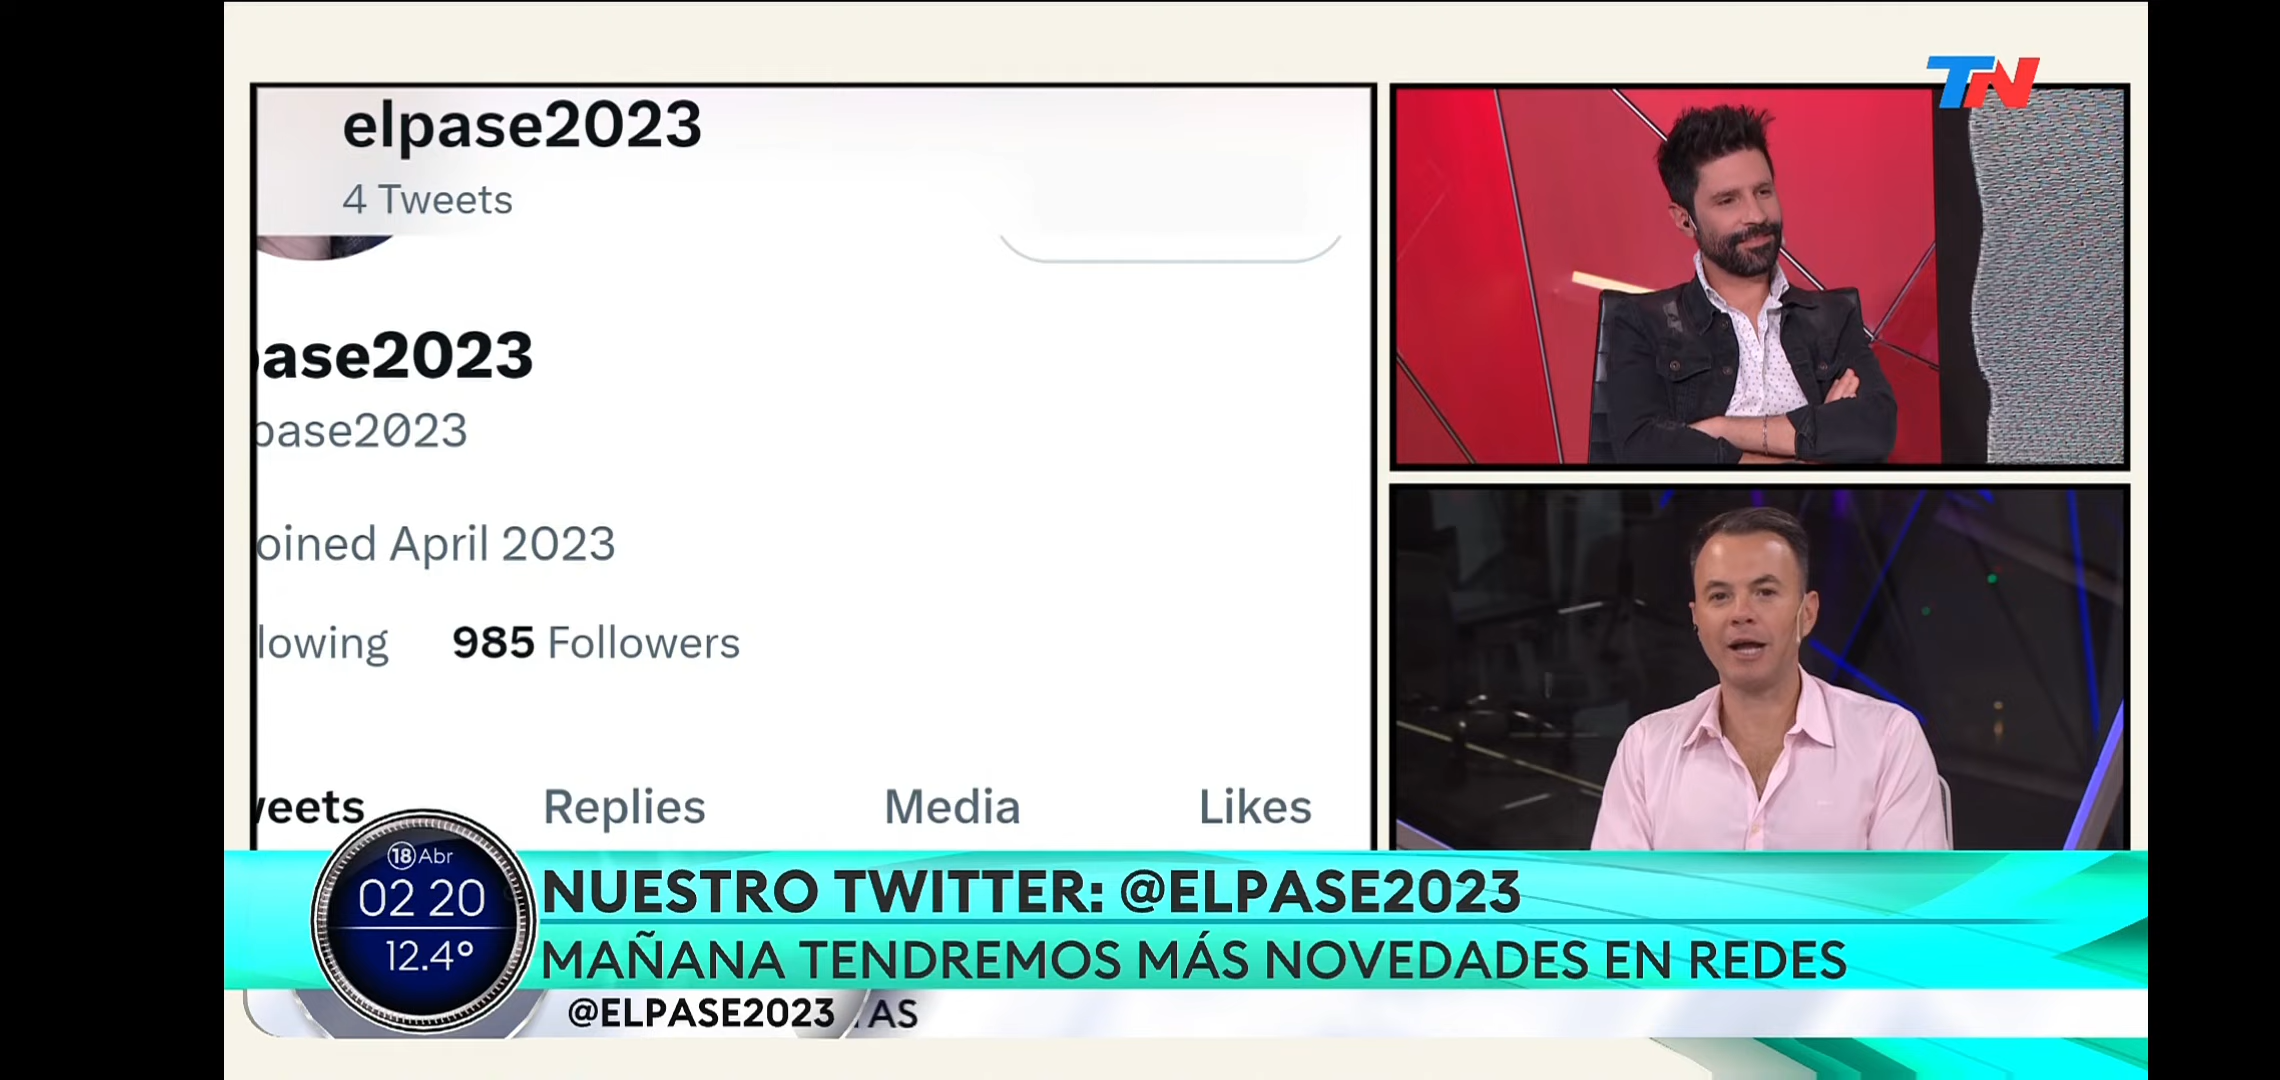 TN
elpase2023
4 Tweets
ase2023
pase2023
oined April 2023
lowing 985 Followers
weets Replies Media Likes
18 Abr
02 20
12.4°
NUESTRO TWITTER: @ELPASE2023
MAÑANA TENDREMOS MÁS NOVEDADES EN REDES
@ELPASE2023 AS